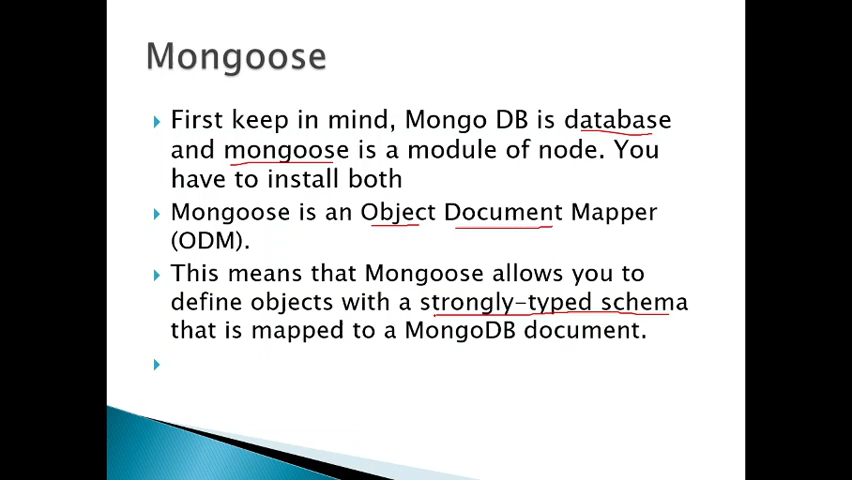 Mongoose
First keep in mind, Mongo DB is database
and mongoose is a module of node. You
have to install both
Mongoose is an Object Document Mapper
(ODM).
This means that Mongoose allows you to
define objects with a strongly-typed schema
that is mapped to a MongoDB document.